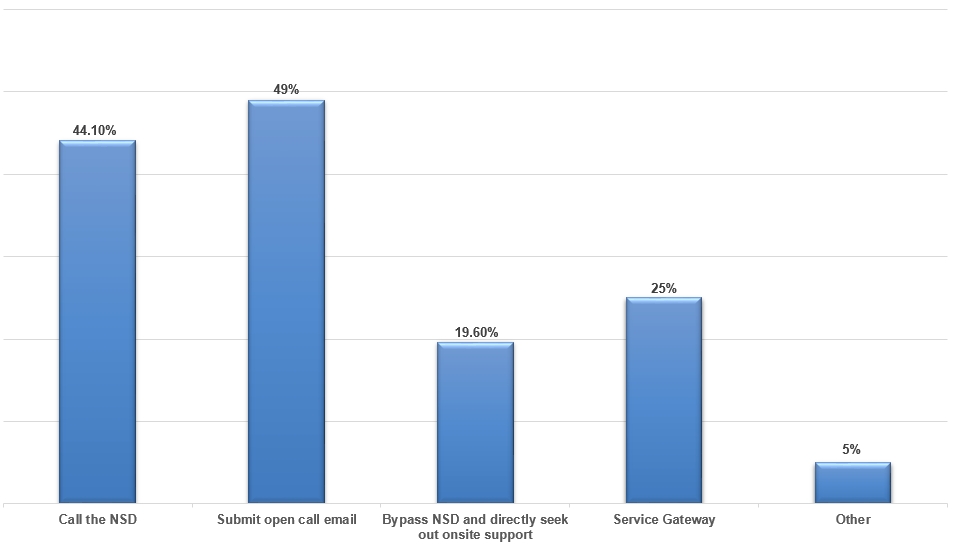 49%
44.10%
25%
19.60%
5%
Call the NSD
Submit open call email
Bypass NSD and directly seek
out onsite support
Service Gateway
Other